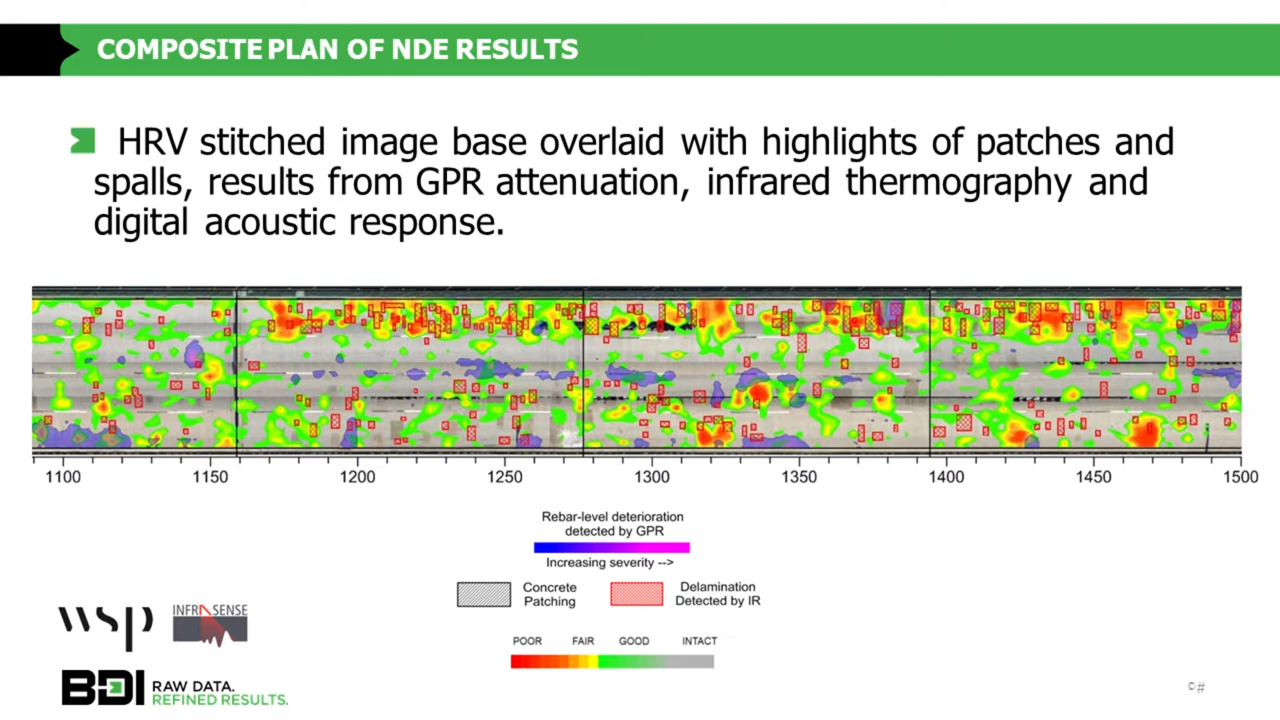 COMPOSITE PLAN OF NDE RESULTS
HRV stitched image base overlaid with highlights of patches and
spalls, results from GPR attenuation, infrared thermography and
digital acoustic response.
1100 1150 1200 1250 1300 1350 1400 1450 1500
Rebar-level deterioration
detected by GPR
Increasing severity -->
Concrete
Patching
Delamination
Detected by IR
POOR FAIR GOOD INTACT
wsp
INFRASENSE
BDI
RAW DATA.
REFINED RESULTS.
©#